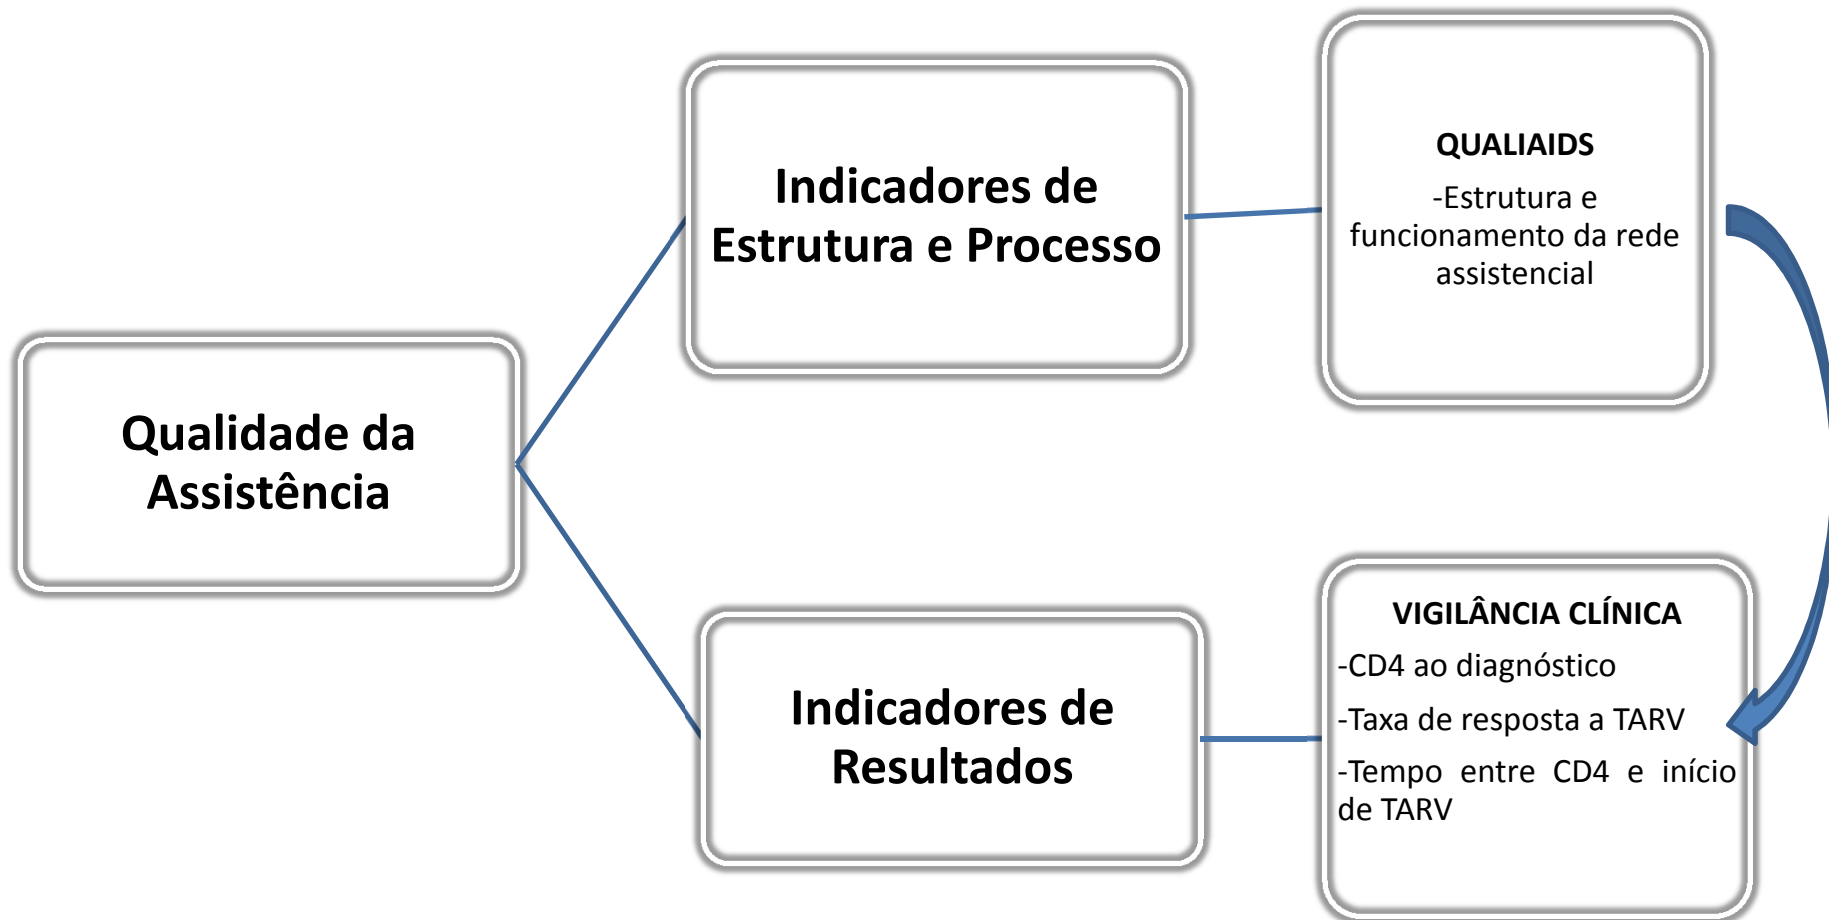 Qualidade da
Assistência
Indicadores de
Estrutura e Processo
QUALIAIDS
-Estrutura e
funcionamento da rede
assistencial
Indicadores de
Resultados
VIGILÂNCIA CLÍNICA
-CD4 ao diagnóstico
-Taxa de resposta a TARV
-Tempo entre CD4 e início
de TARV